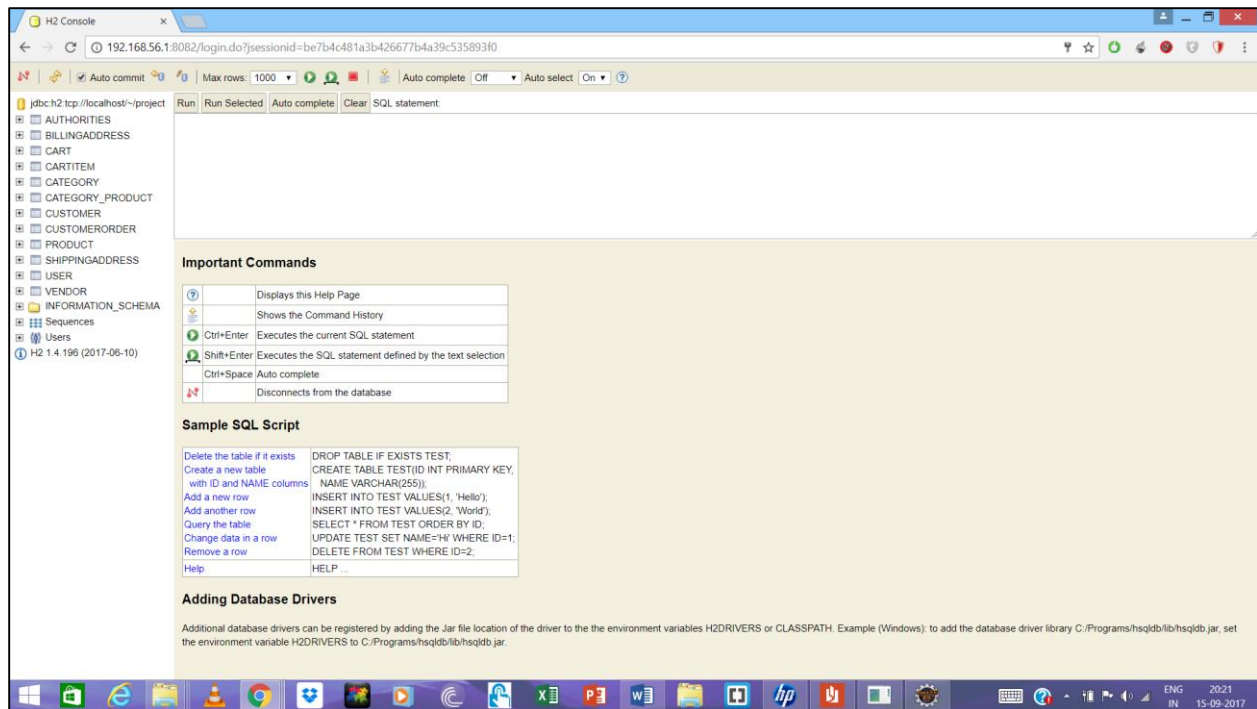 H2 Console
192.168.56.1:8082/login.do?jsessionid=be7b4c481a3b426677b4a39c535893f0
Auto commit Max rows: 1000 Auto complete Off Auto select On
jdbc:h2:tcp://localhost/~/project
AUTHORITIES
BILLINGADDRESS
CART
CARTITEM
CATEGORY
CATEGORY_PRODUCT
CUSTOMER
CUSTOMERORDER
PRODUCT
SHIPPINGADDRESS
USER
VENDOR
INFORMATION_SCHEMA
Sequences
Users
H2 1.4.196 (2017-06-10)
Run Run Selected Auto complete Clear SQL statement:
Important Commands
Displays this Help Page
Shows the Command History
Ctrl+Enter Executes the current SQL statement
Shift+Enter Executes the SQL statement defined by the text selection
Ctrl+Space Auto complete
Disconnects from the database
Sample SQL Script
Delete the table if it exists DROP TABLE IF EXISTS TEST;
Create a new table CREATE TABLE TEST(ID INT PRIMARY KEY,
with ID and NAME columns NAME VARCHAR(255));
Add a new row INSERT INTO TEST VALUES(1, 'Hello');
Add another row INSERT INTO TEST VALUES(2, 'World');
Query the table SELECT * FROM TEST ORDER BY ID;
Change data in a row UPDATE TEST SET NAME='Hi' WHERE ID=1;
Remove a row DELETE FROM TEST WHERE ID=2;
Help HELP ...
Adding Database Drivers
Additional database drivers can be registered by adding the Jar file location of the driver to the the environment variables H2DRIVERS or CLASSPATH. Example (Windows): to add the database driver library C:/Programs/hsqldb/lib/hsqldb.jar, set
the environment variable H2DRIVERS to C:/Programs/hsqldb/lib/hsqldb.jar.
ENG 20:21
IN 15-09-2017